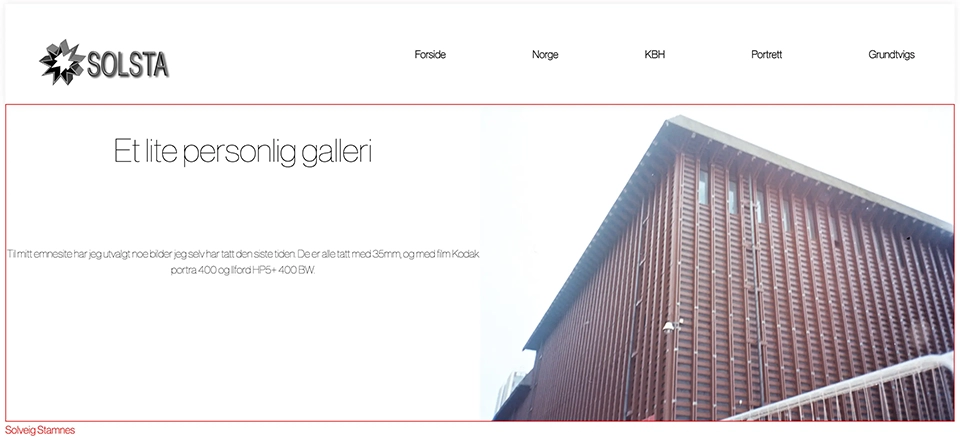 SOLSTA
Forside
Norge
KBH
Portrett
Grundtvigs
Et lite personlig galleri
Til mitt emnesite har jeg utvalgt noe bilder jeg selv har tatt den siste tiden. De er alle tatt med 35mm, og med film Kodak
portra 400 og Ilford HP5+ 400 BW.
Solveig Stamnes